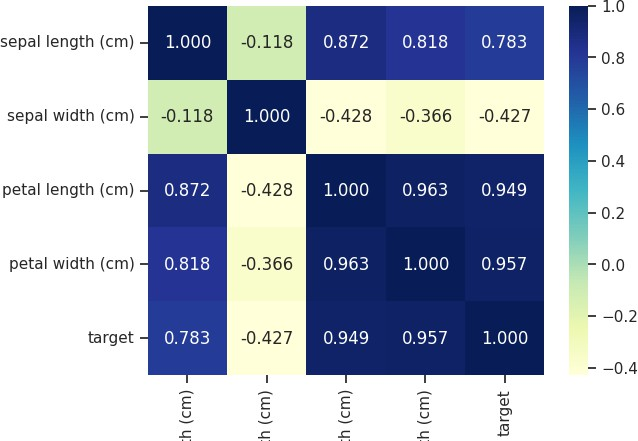 sepal length (cm) 1.000 -0.118 0.872 0.818 0.783
sepal width (cm) -0.118 1.000 -0.428 -0.366 -0.427
petal length (cm) 0.872 -0.428 1.000 0.963 0.949
petal width (cm) 0.818 -0.366 0.963 1.000 0.957
target 0.783 -0.427 0.949 0.957 1.000
(cm)
(cm)
(cm)
(cm)
target
1.0
0.8
0.6
0.4
0.2
0.0
−0.2
−0.4